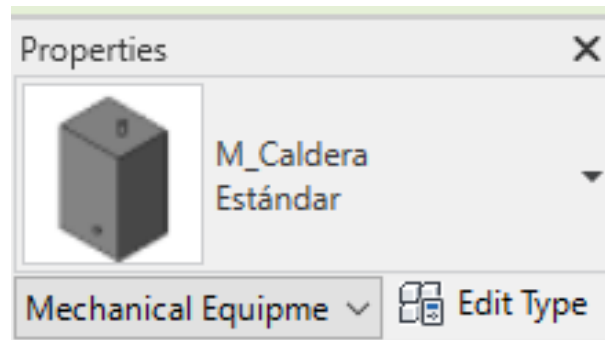 Properties
M_Caldera
Estándar
Mechanical Equipme
Edit Type